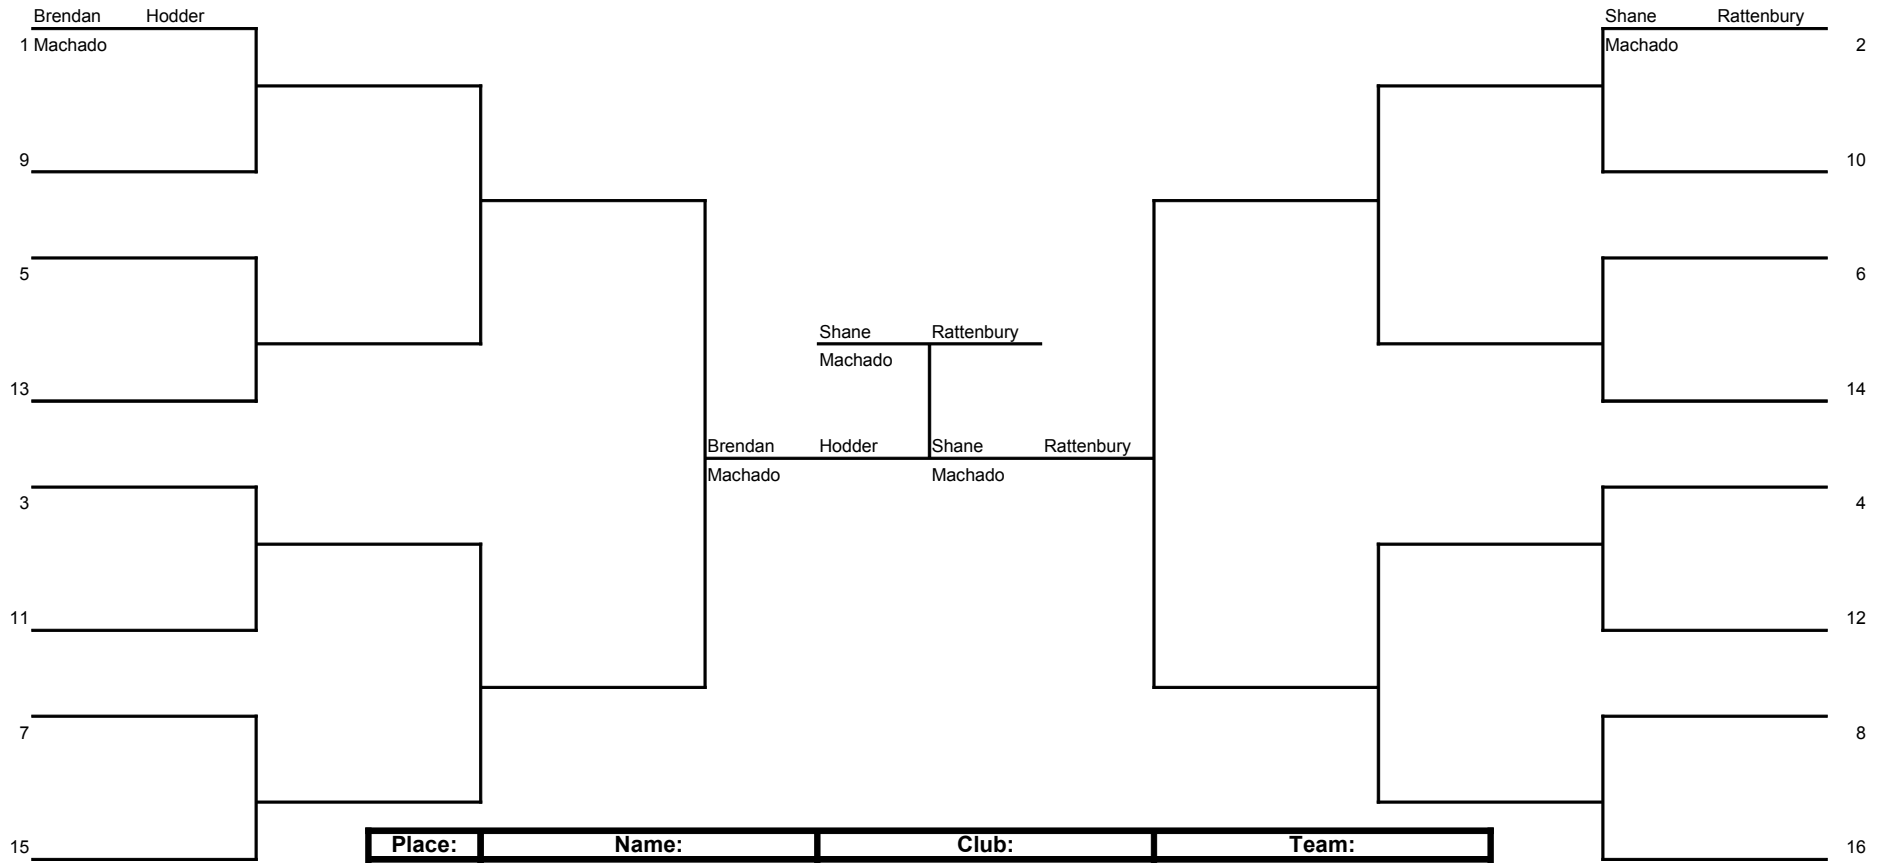 Brendan Hodder Shane Rattenbury
1 Machado Machado 2
9 10
5 6
Shane Rattenbury
Machado
13 14
Brendan Hodder Shane Rattenbury
Machado Machado
3 4
11 12
7 8
Place: Name: Club: Team:
15 16